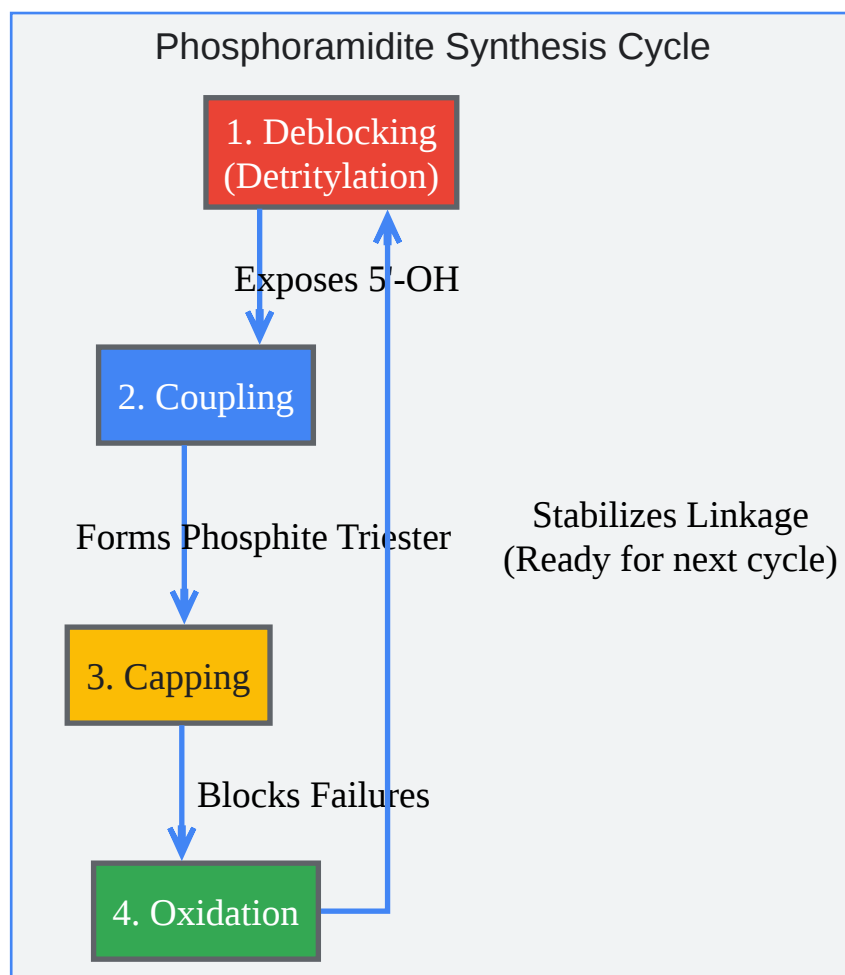 Phosphoramidite Synthesis Cycle
1. Deblocking
(Detritylation)
Exposes 5'-OH
2. Coupling
Forms Phosphite Triester
Stabilizes Linkage
(Ready for next cycle)
3. Capping
Blocks Failures
4. Oxidation